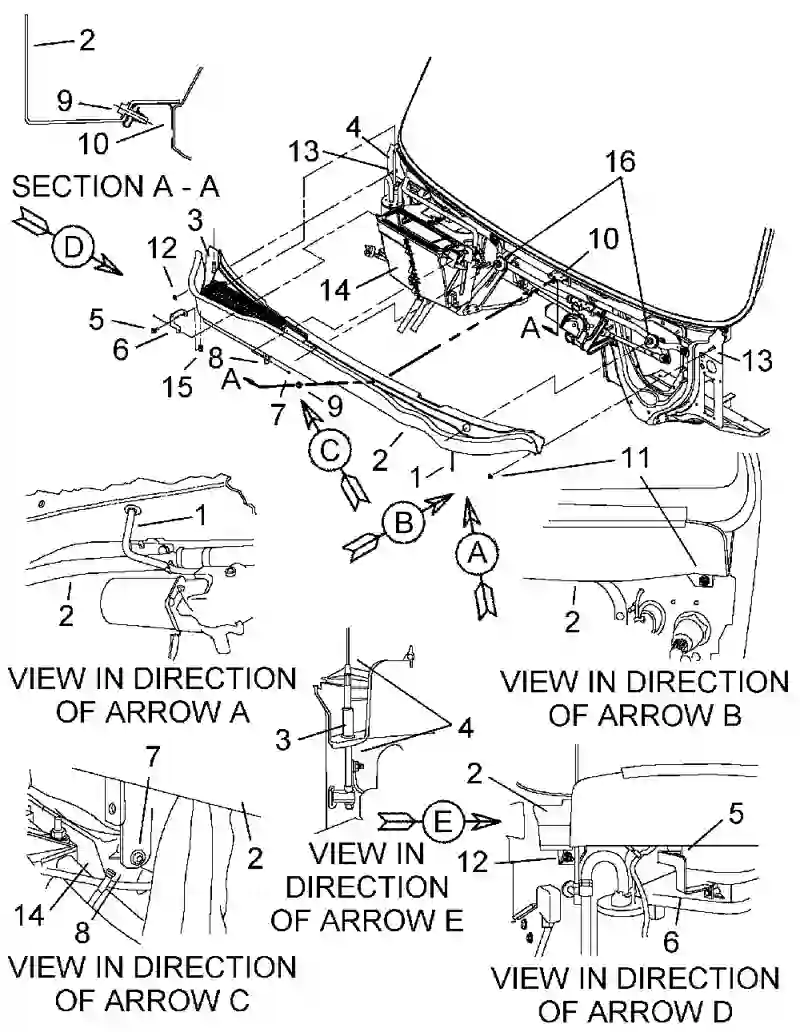 2
9
10
SECTION A - A
D
4
13
16
3
12
10
14
5
6
A
13
8
15
A
7
9
2
1
C
11
B
A
1
2
VIEW IN DIRECTION
OF ARROW A
2
VIEW IN DIRECTION
OF ARROW B
3
4
E
VIEW IN
DIRECTION
OF ARROW E
7
2
14
8
VIEW IN DIRECTION
OF ARROW C
2
5
12
6
VIEW IN DIRECTION
OF ARROW D